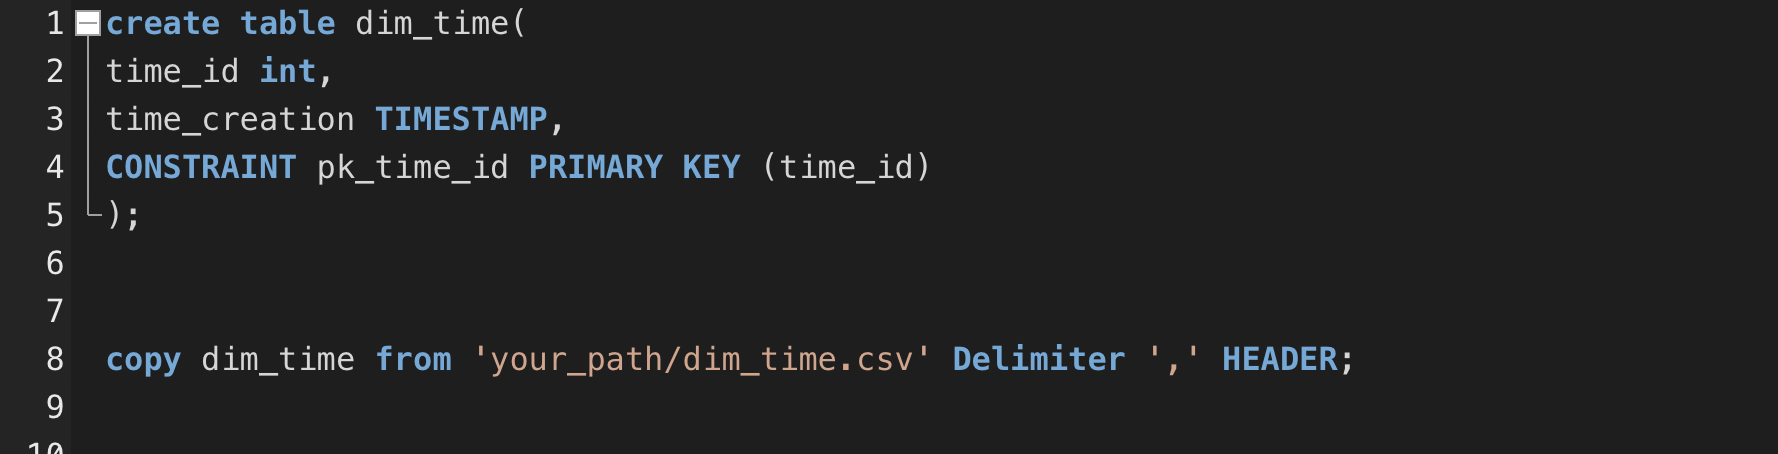 1 create table dim_time(
2 time_id int,
3 time_creation TIMESTAMP,
4 CONSTRAINT pk_time_id PRIMARY KEY (time_id)
5 );
6
7
8 copy dim_time from 'your_path/dim_time.csv' Delimiter ',' HEADER;
9
10